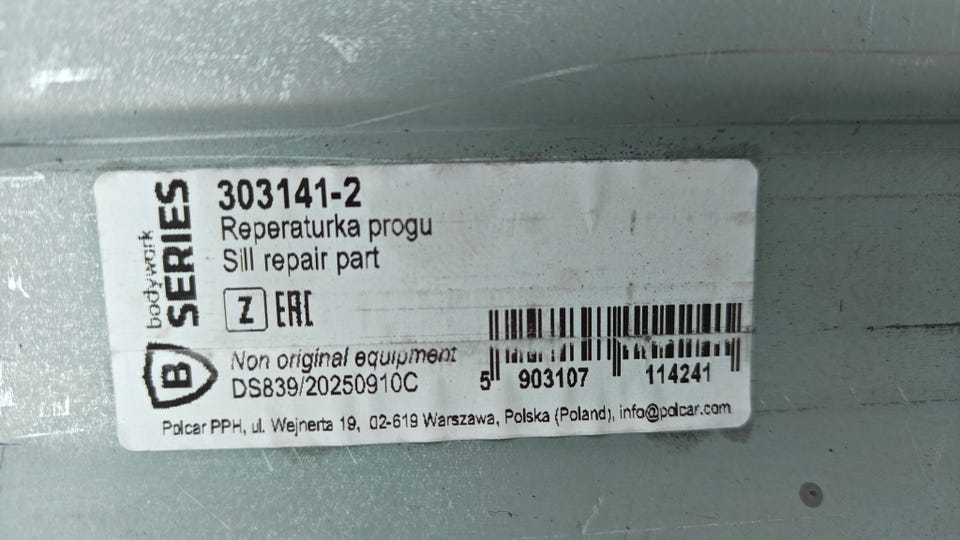 bodywork
SERIES
B
303141-2
Reperaturka progu
Sill repair part
Z EAC
Non original equipment
DS839/20250910C
5 903107 114241
Polcar PPH, ul. Wejnerta 19, 02-619 Warszawa, Polska (Poland), info@polcar.com